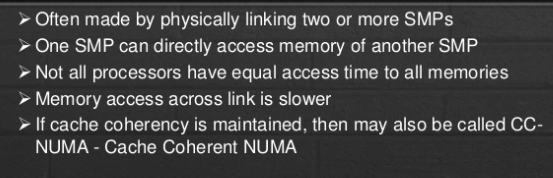 ➢ Often made by physically linking two or more SMPs
➢ One SMP can directly access memory of another SMP
➢ Not all processors have equal access time to all memories
➢ Memory access across link is slower
➢ If cache coherency is maintained, then may also be called CC-
NUMA - Cache Coherent NUMA